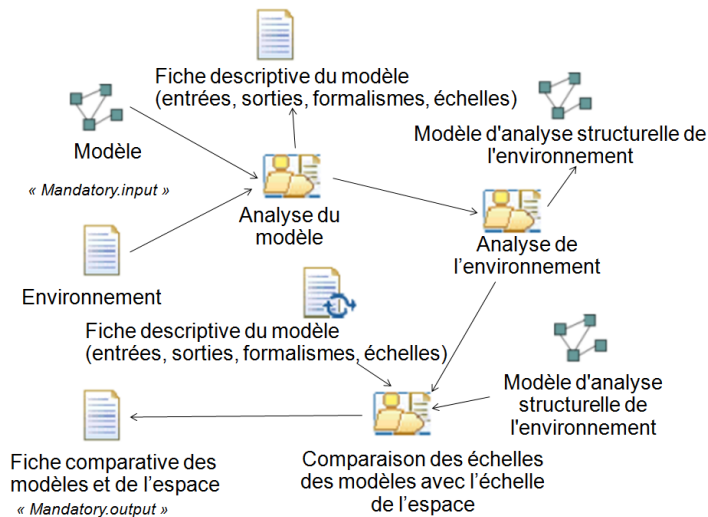 Fiche descriptive du modèle
(entrées, sorties, formalismes, échelles)
Modèle d'analyse structurelle de
l'environnement
Modèle
« Mandatory.input »
Analyse du
modèle
Analyse de
l’environnement
Environnement
Fiche descriptive du modèle
(entrées, sorties, formalismes, échelles)
Modèle d'analyse
structurelle de
l'environnement
Fiche comparative des
modèles et de l’espace
« Mandatory.output »
Comparaison des échelles
des modèles avec l’échelle
de l’espace